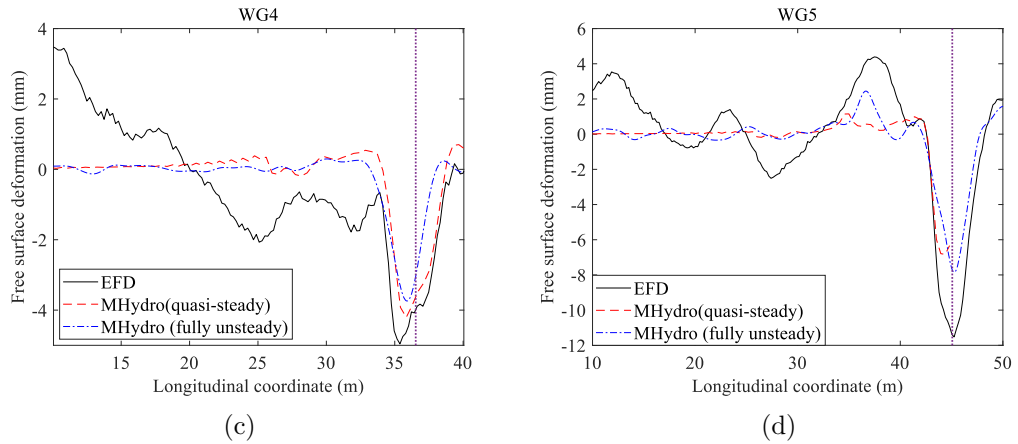 WG4
4
2
0
-2
-4
15
20
25
30
35
40
Free surface deformation (mm)
Longitudinal coordinate (m)
EFD
MHydro(quasi-steady)
MHydro (fully unsteady)
(c)
WG5
6
4
2
0
-2
-4
-6
-8
-10
-12
10
20
30
40
50
Free surface deformation (mm)
Longitudinal coordinate (m)
EFD
MHydro(quasi-steady)
MHydro (fully unsteady)
(d)